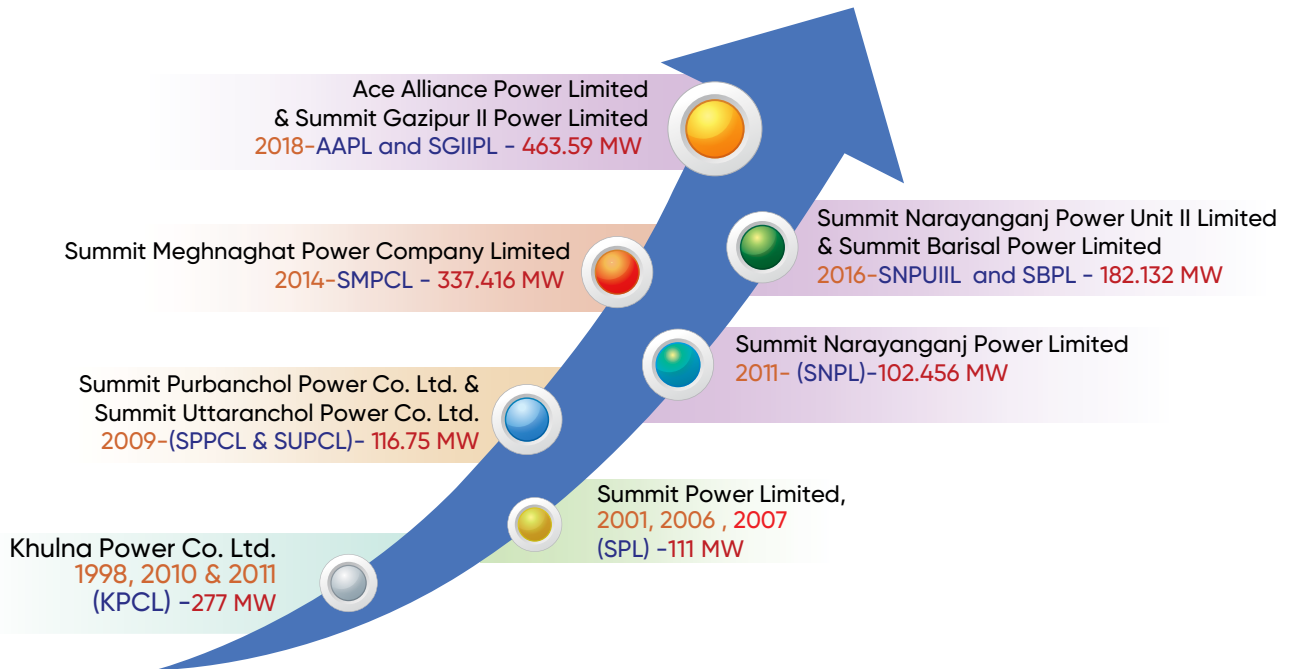 Ace Alliance Power Limited
& Summit Gazipur II Power Limited
2018-AAPL and SGIIPL - 463.59 MW
Summit Narayanganj Power Unit II Limited
& Summit Barisal Power Limited
2016-SNPUIIL and SBPL - 182.132 MW
Summit Meghnaghat Power Company Limited
2014-SMPCL - 337.416 MW
Summit Narayanganj Power Limited
2011- (SNPL)-102.456 MW
Summit Purbanchol Power Co. Ltd. &
Summit Uttaranchol Power Co. Ltd.
2009-(SPPCL & SUPCL)- 116.75 MW
Summit Power Limited,
2001, 2006 , 2007
(SPL) -111 MW
Khulna Power Co. Ltd.
1998, 2010 & 2011
(KPCL) -277 MW